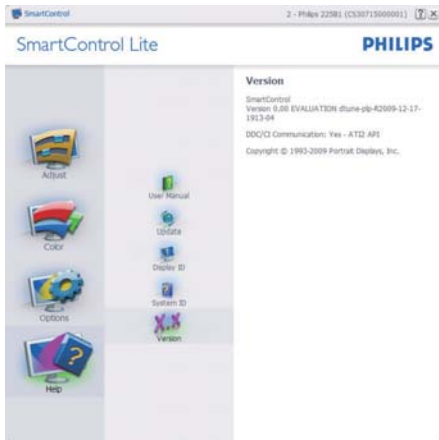 SmartControl
2 - Philips 225B1 (CS30715000001)
SmartControl Lite
PHILIPS
Adjust
Color
Options
Help
User Manual
Update
Display ID
System ID
Version
Version
SmartControl
Version 0.00 EVALUATION dtune-plp-R2009-12-17-
1913-04
DDC/CI Communication: Yes - ATI2 API
Copyright © 1993-2009 Portrait Displays, Inc.